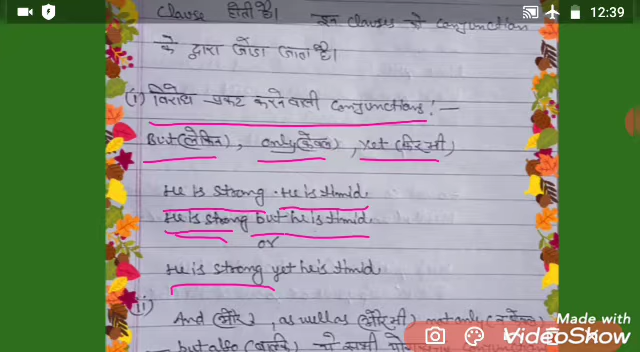 12:39
Clause होती है। इन clauses को conjunction
के द्वारा जोडा जाता है।
(i) विरोध प्रकट करने वाली conjunctions! —
But (लेकिन), only (केवल), yet (फिर भी)
He is strong. He is timid
He is strong but he is timid
or
He is strong yet he is timid
(ii)
And (और), as well as (और भी) not only
but also
Made with
VideoShow